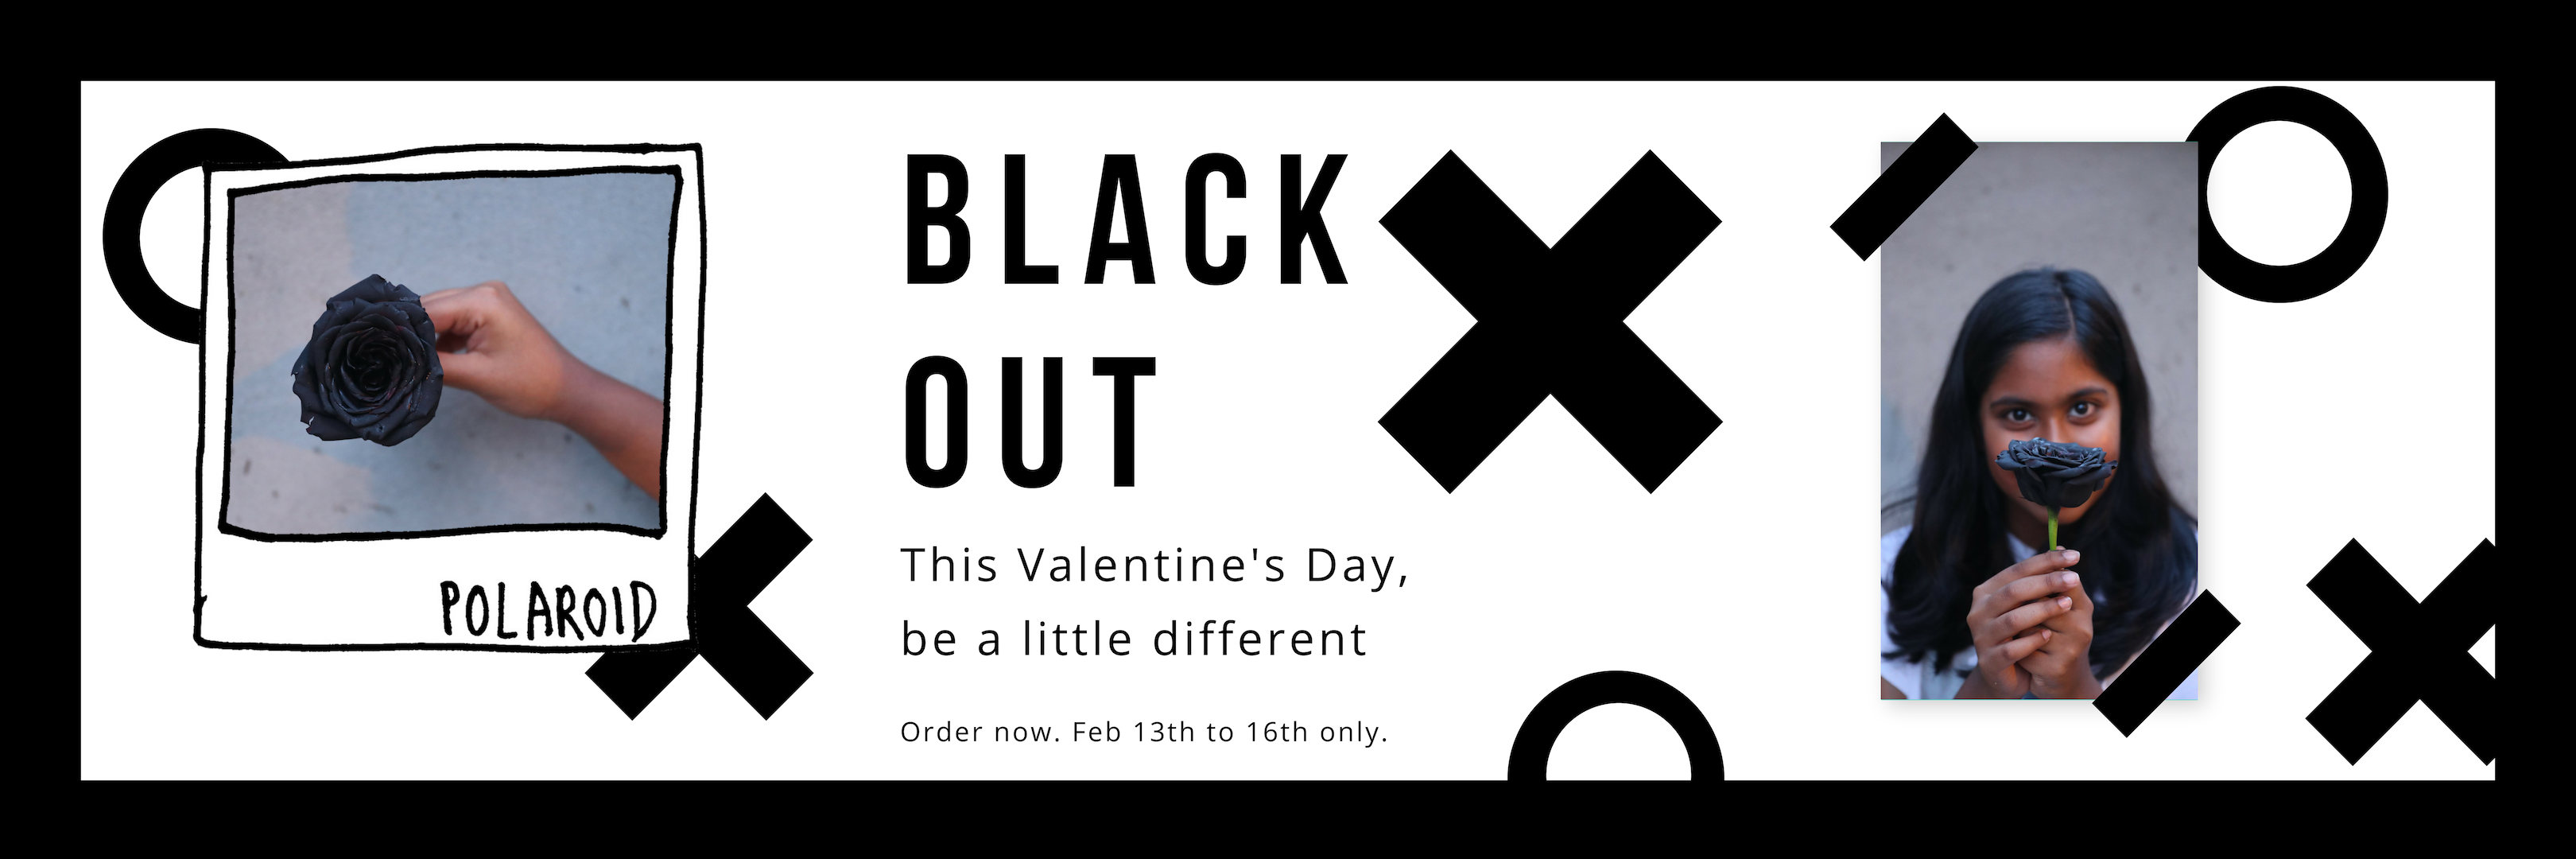 POLAROID
BLACK
OUT
This Valentine's Day,
be a little different
Order now. Feb 13th to 16th only.